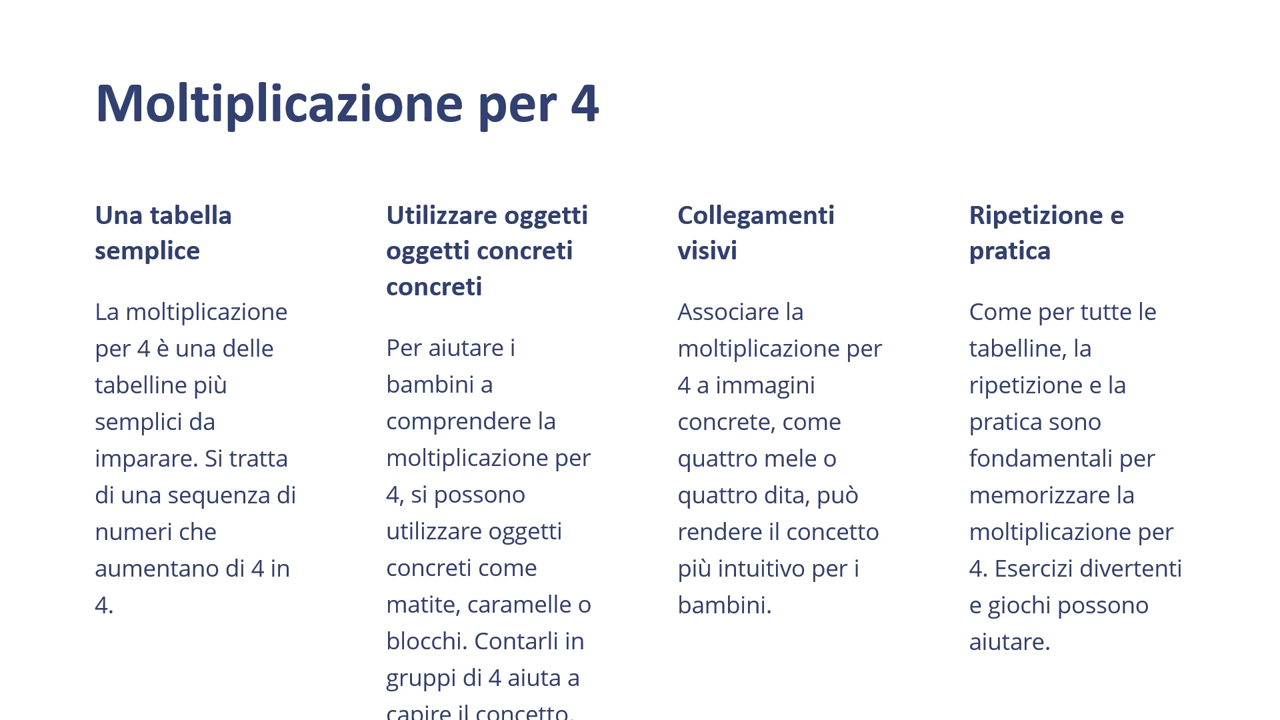 Moltiplicazione per 4
Una tabella
semplice
La moltiplicazione
per 4 è una delle
tabelline più
semplici da
imparare. Si tratta
di una sequenza di
numeri che
aumentano di 4 in
4.
Utilizzare oggetti
oggetti concreti
concreti
Per aiutare i
bambini a
comprendere la
moltiplicazione per
4, si possono
utilizzare oggetti
concreti come
matite, caramelle o
blocchi. Contarli in
gruppi di 4 aiuta a
capire il concetto.
Collegamenti
visivi
Associare la
moltiplicazione per
4 a immagini
concrete, come
quattro mele o
quattro dita, può
rendere il concetto
più intuitivo per i
bambini.
Ripetizione e
pratica
Come per tutte le
tabelline, la
ripetizione e la
pratica sono
fondamentali per
memorizzare la
moltiplicazione per
4. Esercizi divertenti
e giochi possono
aiutare.